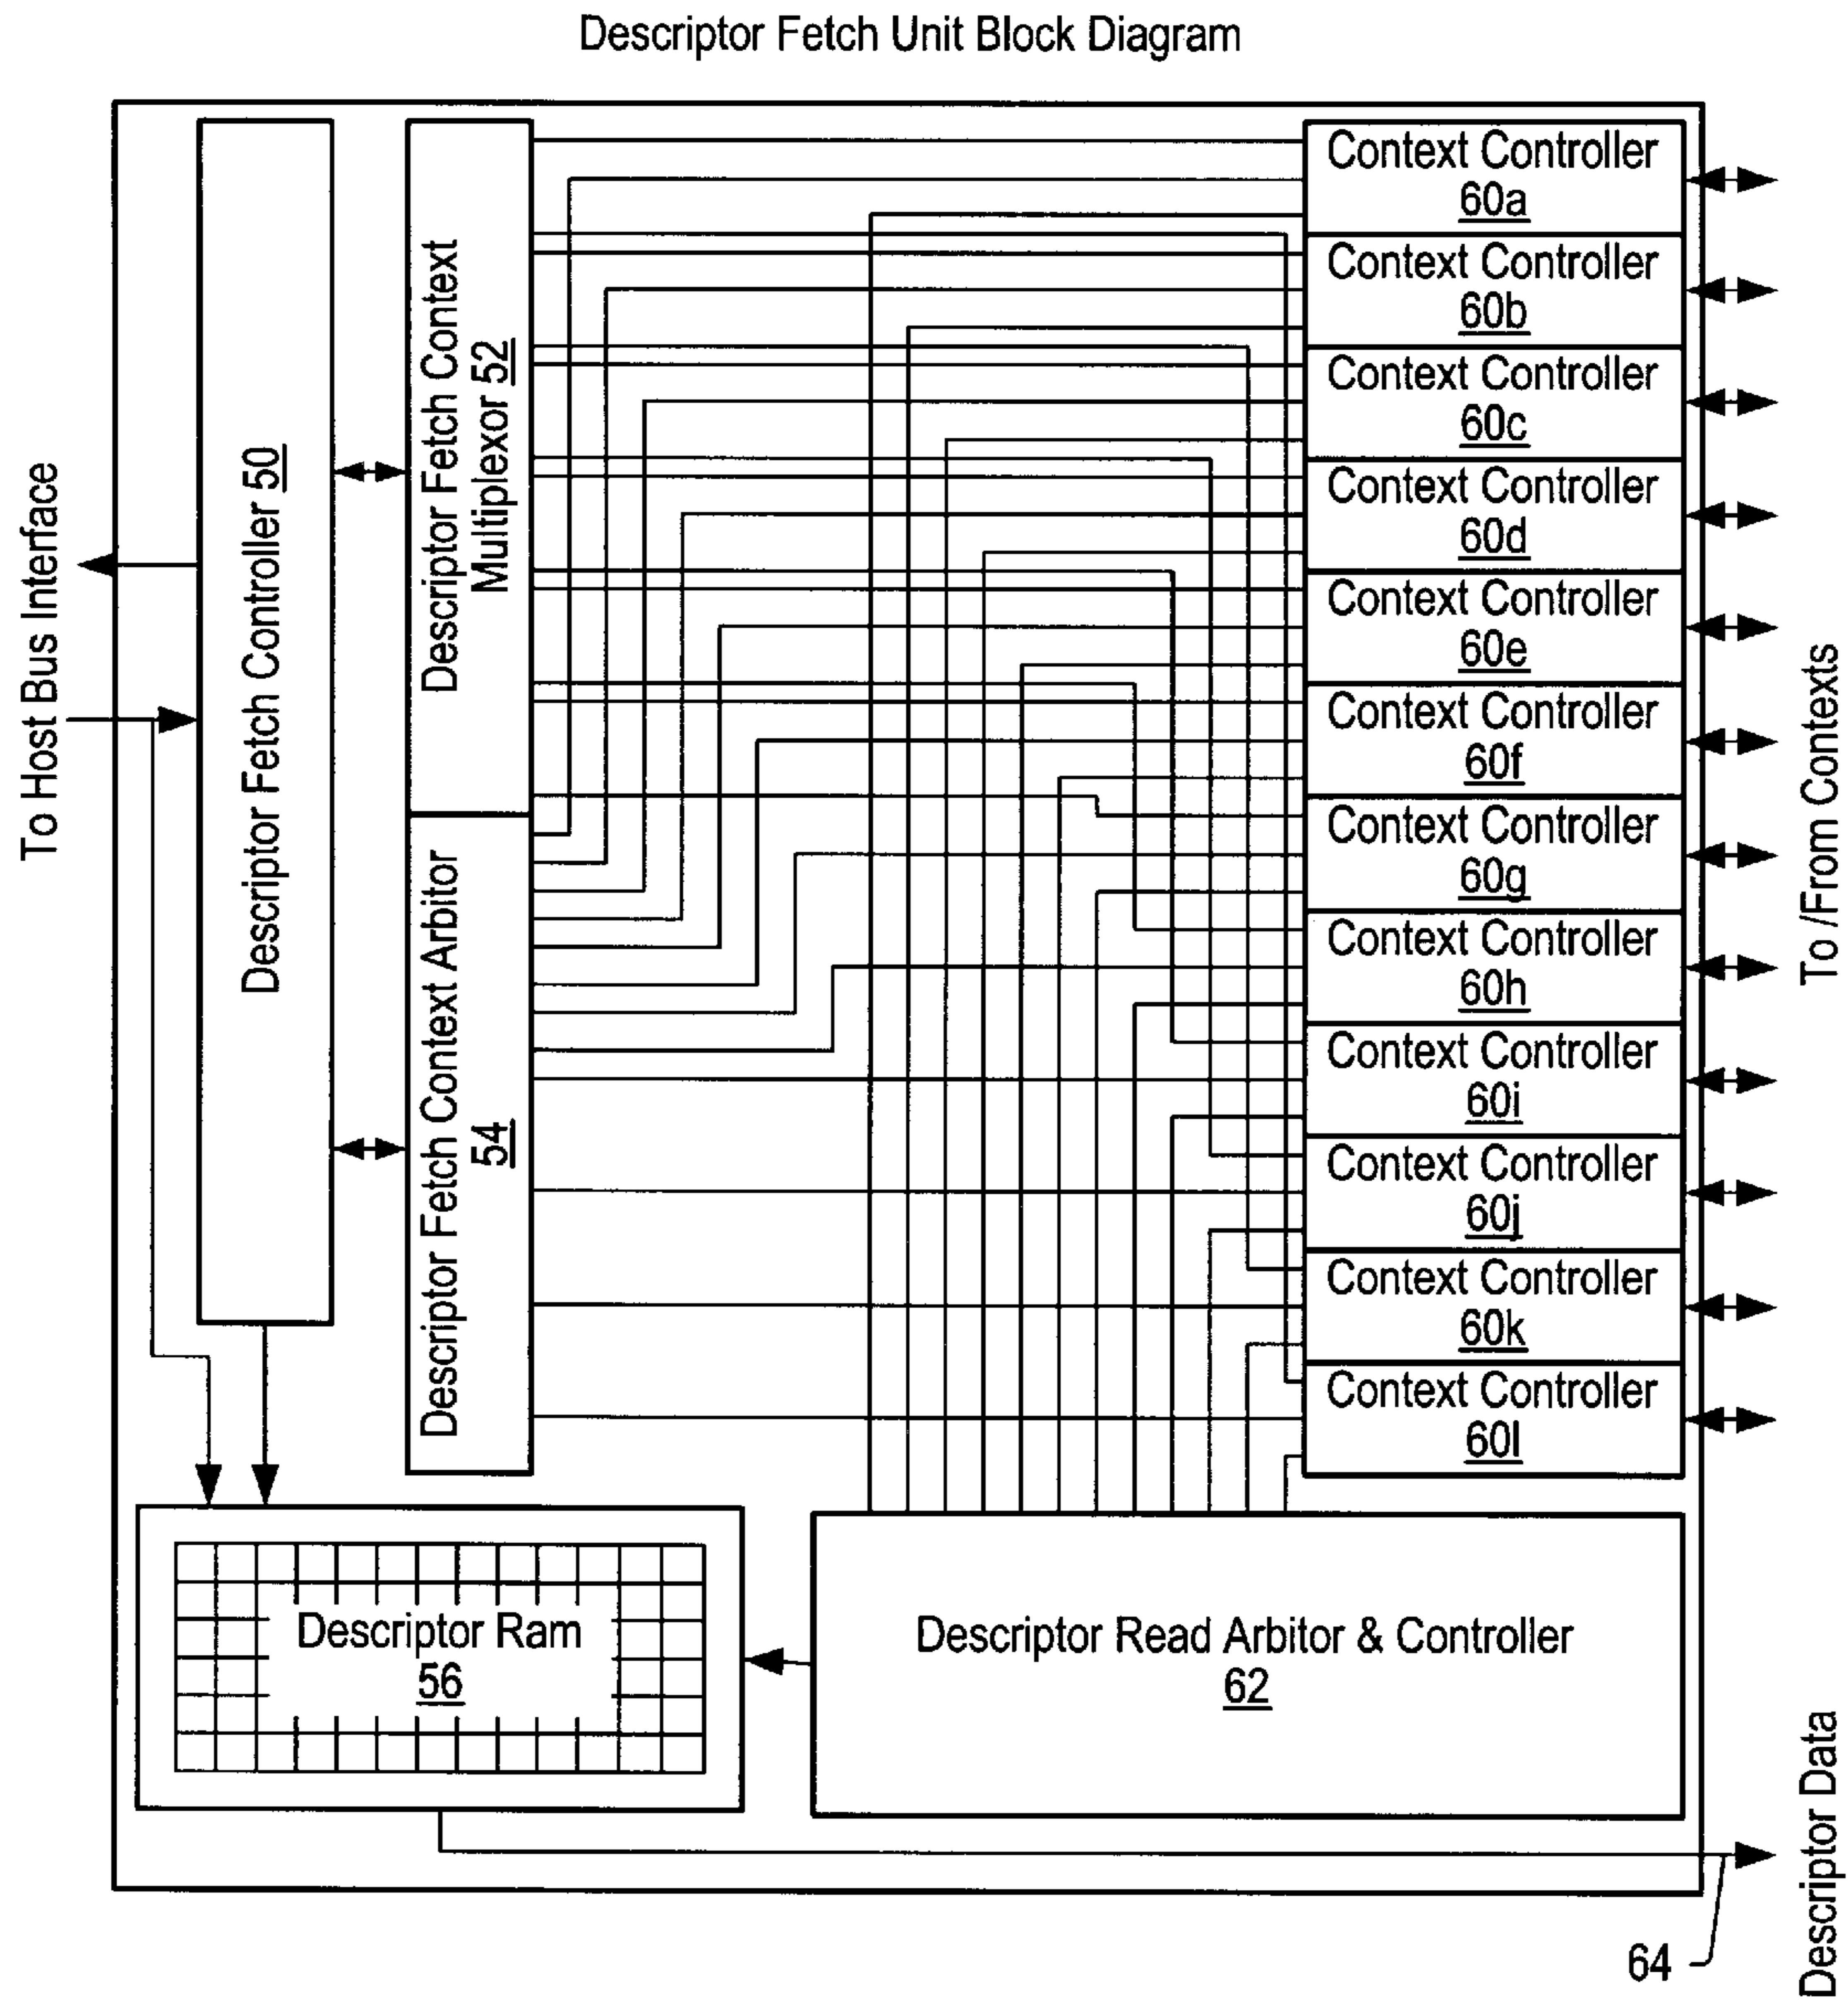 Descriptor Fetch Unit Block Diagram
To Host Bus Interface
Descriptor Fetch Controller 50
Descriptor Fetch Context
Multiplexor 52
Descriptor Fetch Context Arbitor
54
Context Controller
60a
Context Controller
60b
Context Controller
60c
Context Controller
60d
Context Controller
60e
Context Controller
60f
Context Controller
60g
Context Controller
60h
Context Controller
60i
Context Controller
60j
Context Controller
60k
Context Controller
60l
To /From Contexts
Descriptor Ram
56
Descriptor Read Arbitor & Controller
62
Descriptor Data
64